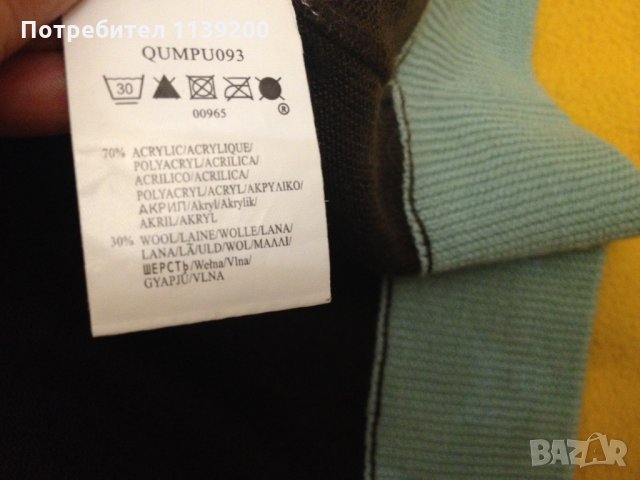 Потребител 1139200
QUMPU093
30
00965
®
70% ACRYLIC/ACRYLIQUE/
POLYACRYL/ACRILICA/
ACRILICO/ACRILICA/
POLYACRYL/ACRYL/ΑΚΡΥΛΙΚΟ/
АКРИЛ/Akryl/Akrylik/
AKRIL/AKRYL
30% WOOL/LAINE/WOLLE/LANA/
LANA/LÃ/ULD/WOL/ΜΑΛΛΙ/
ШЕРСТЬ/Wełna/Vlna/
GYAPJÚ/VLNA
BAZAR